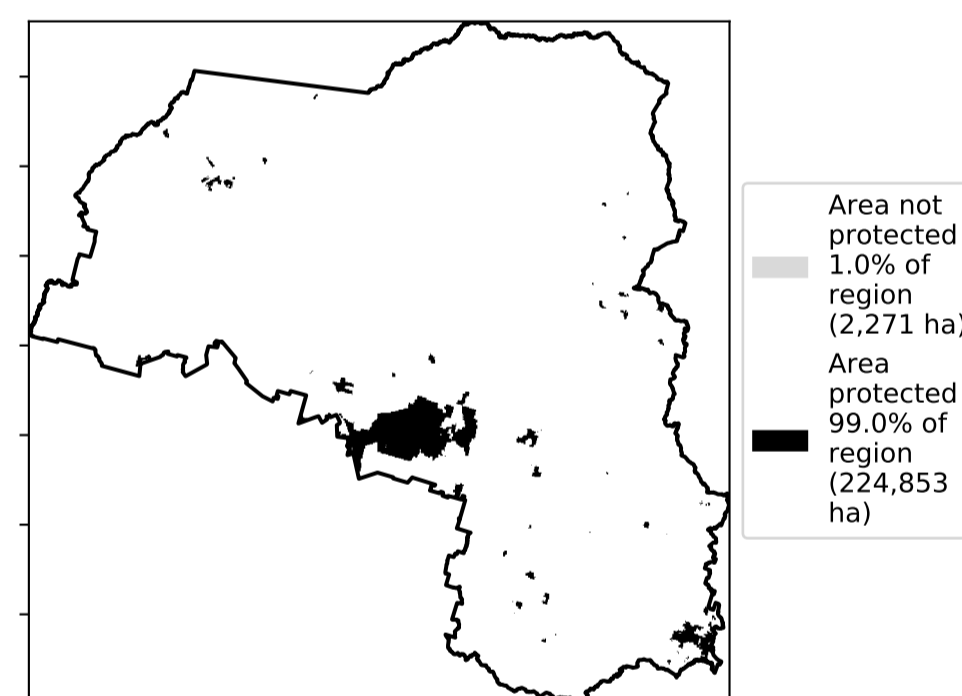 Area not
protected
1.0% of
region
(2,271 ha)
Area
protected
99.0% of
region
(224,853
ha)